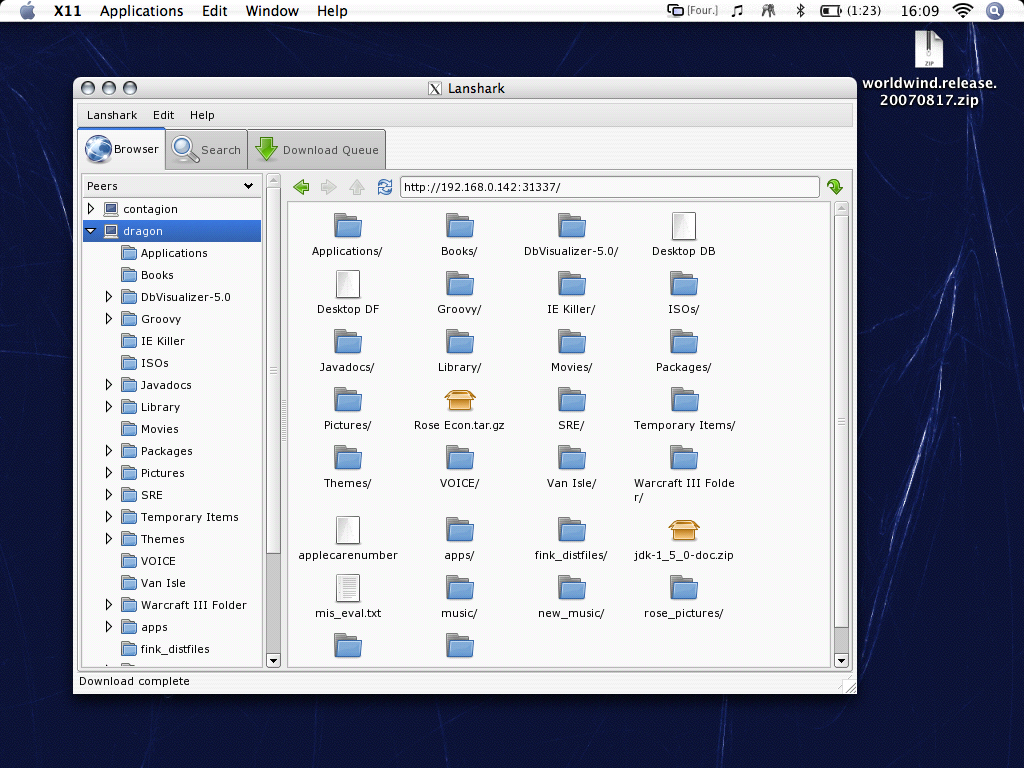 X11 Applications Edit Window Help [Four.] (1:23) 16:09
ZIP
worldwind.release.
20070817.zip
X Lanshark
Lanshark Edit Help
Browser Search Download Queue
Peers
http://192.168.0.142:31337/
contagion
dragon
Applications
Books
DbVisualizer-5.0
Groovy
IE Killer
ISOs
Javadocs
Library
Movies
Packages
Pictures
SRE
Temporary Items
Themes
VOICE
Van Isle
Warcraft III Folder
apps
fink_distfiles
Applications/ Books/ DbVisualizer-5.0/ Desktop DB
Desktop DF Groovy/ IE Killer/ ISOs/
Javadocs/ Library/ Movies/ Packages/
Pictures/ Rose Econ.tar.gz SRE/ Temporary Items/
Themes/ VOICE/ Van Isle/ Warcraft III Folde
r/
applecarenumber apps/ fink_distfiles/ jdk-1_5_0-doc.zip
mis_eval.txt music/ new_music/ rose_pictures/
Download complete